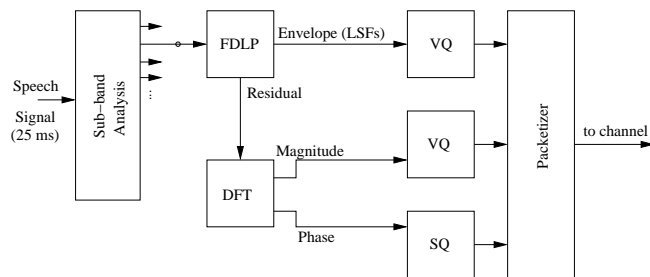 Speech
Signal
(25 ms)
Sub−band
Analysis
...
FDLP
Envelope (LSFs)
VQ
Residual
DFT
Magnitude
VQ
Phase
SQ
Packetizer
to channel